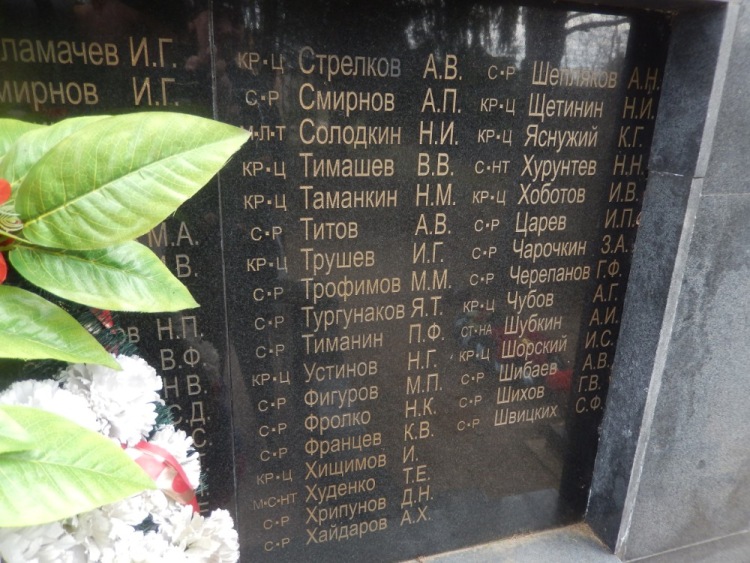 ламачев И.Г.
мирнов И.Г.
М.А.
В.
Н.П.
В.Ф.
Н.В.
С.Д.
С.
КР•Ц Стрелков А.В.
С•Р Смирнов А.П.
М•Л•Т Солодкин Н.И.
КР•Ц Тимашев В.В.
КР•Ц Таманкин Н.М.
С•Р Титов А.В.
КР•Ц Трушев И.Г.
С•Р Трофимов М.М.
С•Р Тургунаков Я.Т.
С•Р Тиманин П.Ф.
КР•Ц Устинов Н.Г.
С•Р Фигуров М.П.
С•Р Фролко Н.К.
С•Р Францев К.В.
КР•Ц Хищимов И.
М•С•НТ Худенко Т.Е.
С•Р Хрипунов Д.Н.
С•Р Хайдаров А.Х.
С•Р Шепляков А.Н.
КР•Ц Щетинин Н.И.
КР•Ц Яснужий К.Г.
С•НТ Хурунтев Н.Н.
КР•Ц Хоботов И.В.
С•Р Царев И.П.
С•Р Чарочкин З.А.
С•Р Черепанов Г.Ф.
КР•Ц Чубов А.Г.
СТ•НА Шубкин А.И.
КР•Ц Шорский И.С.
С•Р Шибаев А.В.
С•Р Шихов Г.В.
С•Р Швицких С.Ф.